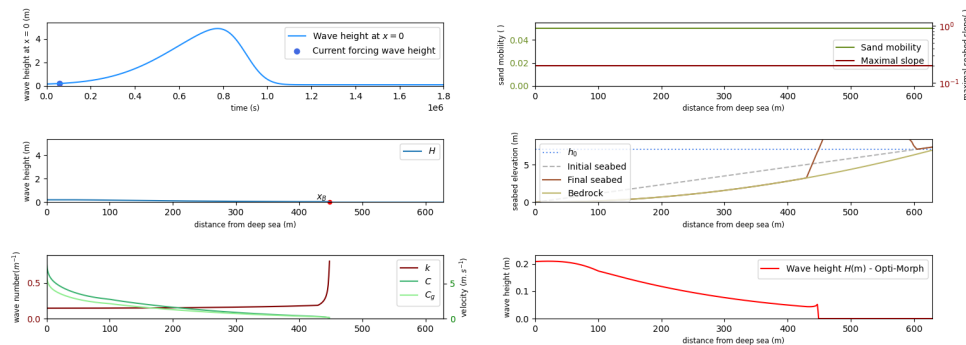 wave height at x = 0 (m)
4
2
0
Wave height at x = 0
Current forcing wave height
0.0 0.2 0.4 0.6 0.8 1.0 1.2 1.4 1.6 1.8
1e6
time (s)
sand mobility ( )
0.04
0.02
0.00
Sand mobility
Maximal slope
10⁰
10⁻¹
0 100 200 300 400 500 600
distance from deep sea (m)
wave height (m)
4
2
0
H
x_B
0 100 200 300 400 500 600
distance from deep sea (m)
seabed elevation (m)
5
0
h₀
Initial seabed
Final seabed
Bedrock
0 100 200 300 400 500 600
distance from deep sea (m)
wave number(m⁻¹)
0.5
0.0
k
C
C_g
5
0
velocity (m.s⁻¹)
0 100 200 300 400 500 600
distance from deep sea (m)
wave height (m)
0.2
0.1
0.0
Wave height H(m) - Opti-Morph
0 100 200 300 400 500 600
distance from deep sea (m)